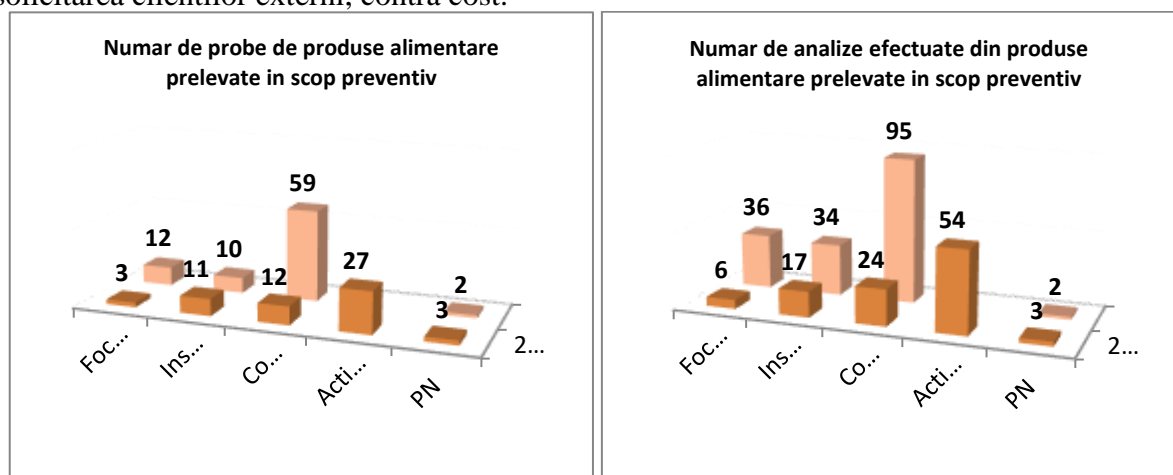 solicitarea clienților externi, contra cost.
Numar de probe de produse alimentare
prelevate in scop preventiv
59
12
10
27
3
11
12
2
3
Foc...
Ins...
Co...
Acti...
PN
2...
Numar de analize efectuate din produse
alimentare prelevate in scop preventiv
95
36
34
54
6
17
24
2
3
Foc...
Ins...
Co...
Acti...
PN
2...